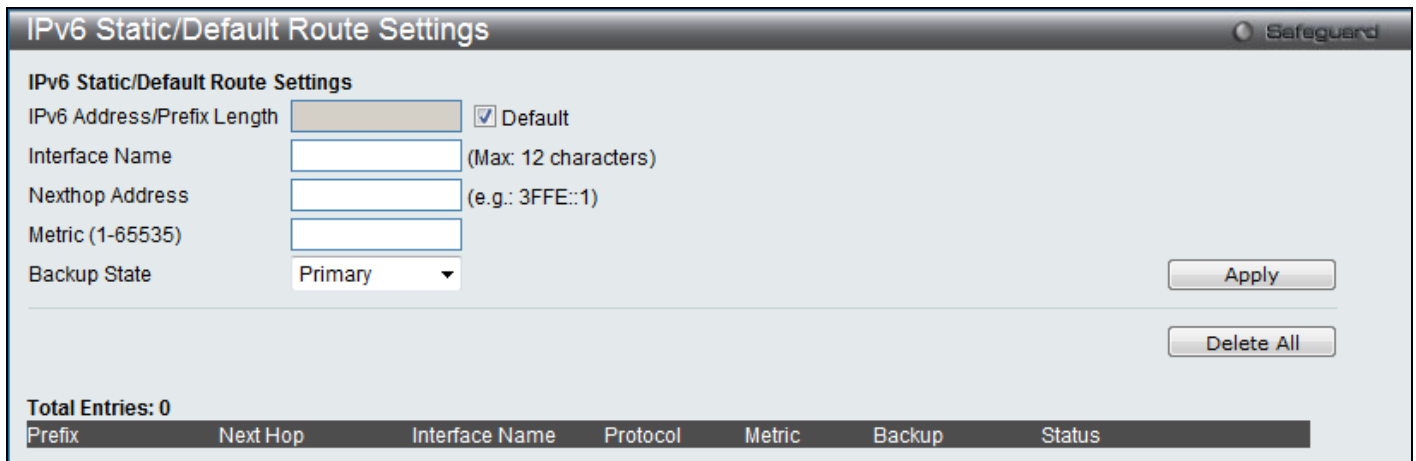 IPv6 Static/Default Route Settings
Safeguard
IPv6 Static/Default Route Settings
IPv6 Address/Prefix Length Default
Interface Name (Max: 12 characters)
Nexthop Address (e.g.: 3FFE::1)
Metric (1-65535)
Backup State Primary Apply
Delete All
Total Entries: 0
Prefix Next Hop Interface Name Protocol Metric Backup Status